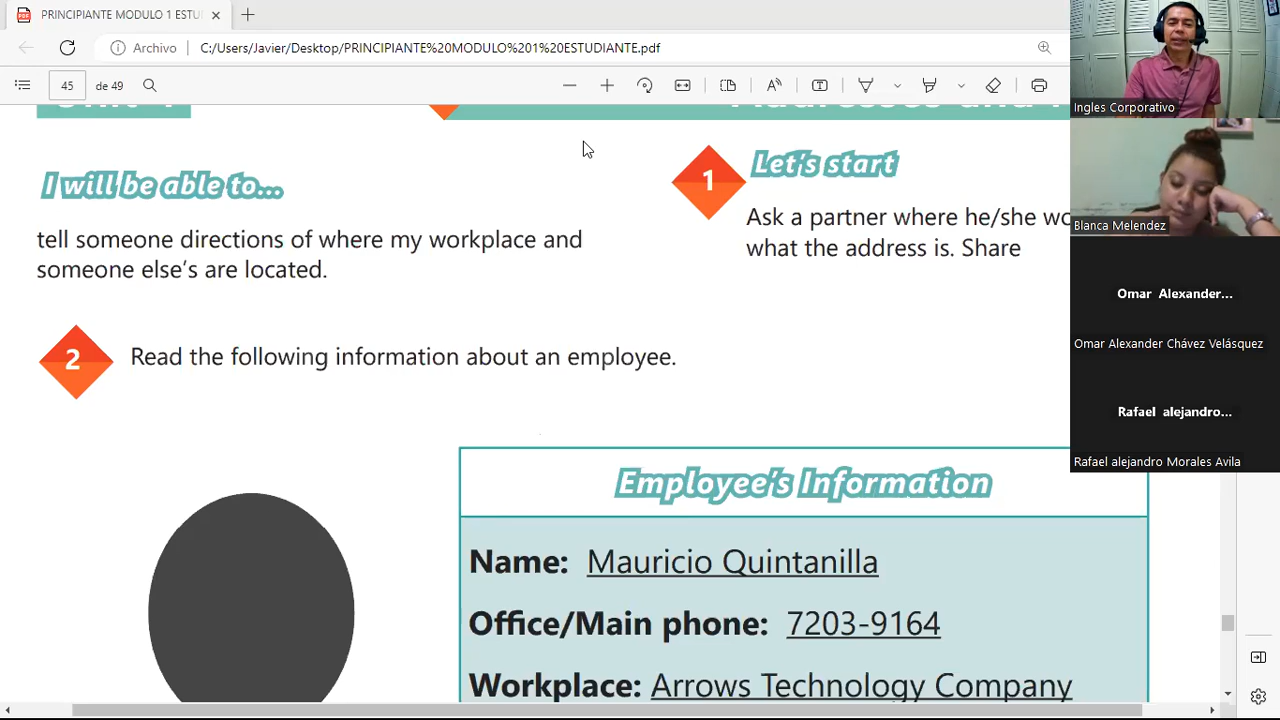 PRINCIPIANTE MODULO 1 ESTU
Archivo
C:/Users/Javier/Desktop/PRINCIPIANTE%20MODULO%201%20ESTUDIANTE.pdf
45 de 49
I will be able to...
tell someone directions of where my workplace and
someone else's are located.
1
Let's start
Ask a partner where he/she wo
what the address is. Share
2
Read the following information about an employee.
Employee's Information
Name: Mauricio Quintanilla
Office/Main phone: 7203-9164
Workplace: Arrows Technology Company
Ingles Corporativo
Blanca Melendez
Omar Alexander...
Omar Alexander Chávez Velásquez
Rafael alejandro...
Rafael alejandro Morales Avila